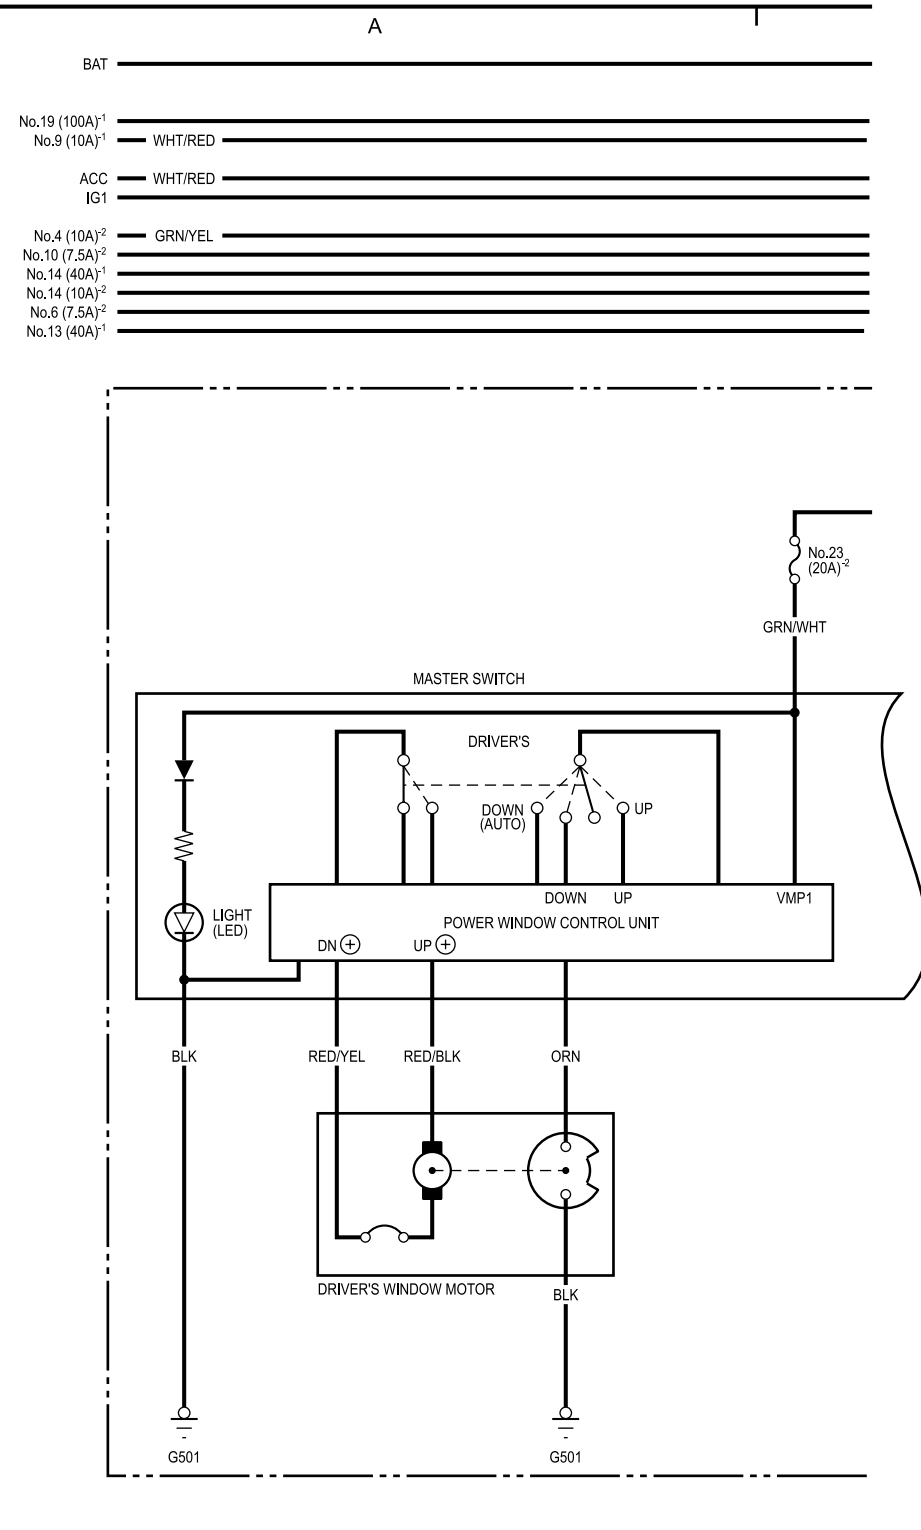 A
BAT
No.19 (100A)-1
No.9 (10A)-1 WHT/RED
ACC WHT/RED
IG1
No.4 (10A)-2 GRN/YEL
No.10 (7.5A)-2
No.14 (40A)-1
No.14 (10A)-2
No.6 (7.5A)-2
No.13 (40A)-1
No.23
(20A)-2
GRN/WHT
MASTER SWITCH
DRIVER'S
DOWN
(AUTO)
UP
DOWN UP VMP1
LIGHT
(LED)
POWER WINDOW CONTROL UNIT
DN + UP +
BLK RED/YEL RED/BLK ORN
DRIVER'S WINDOW MOTOR
BLK
G501 G501